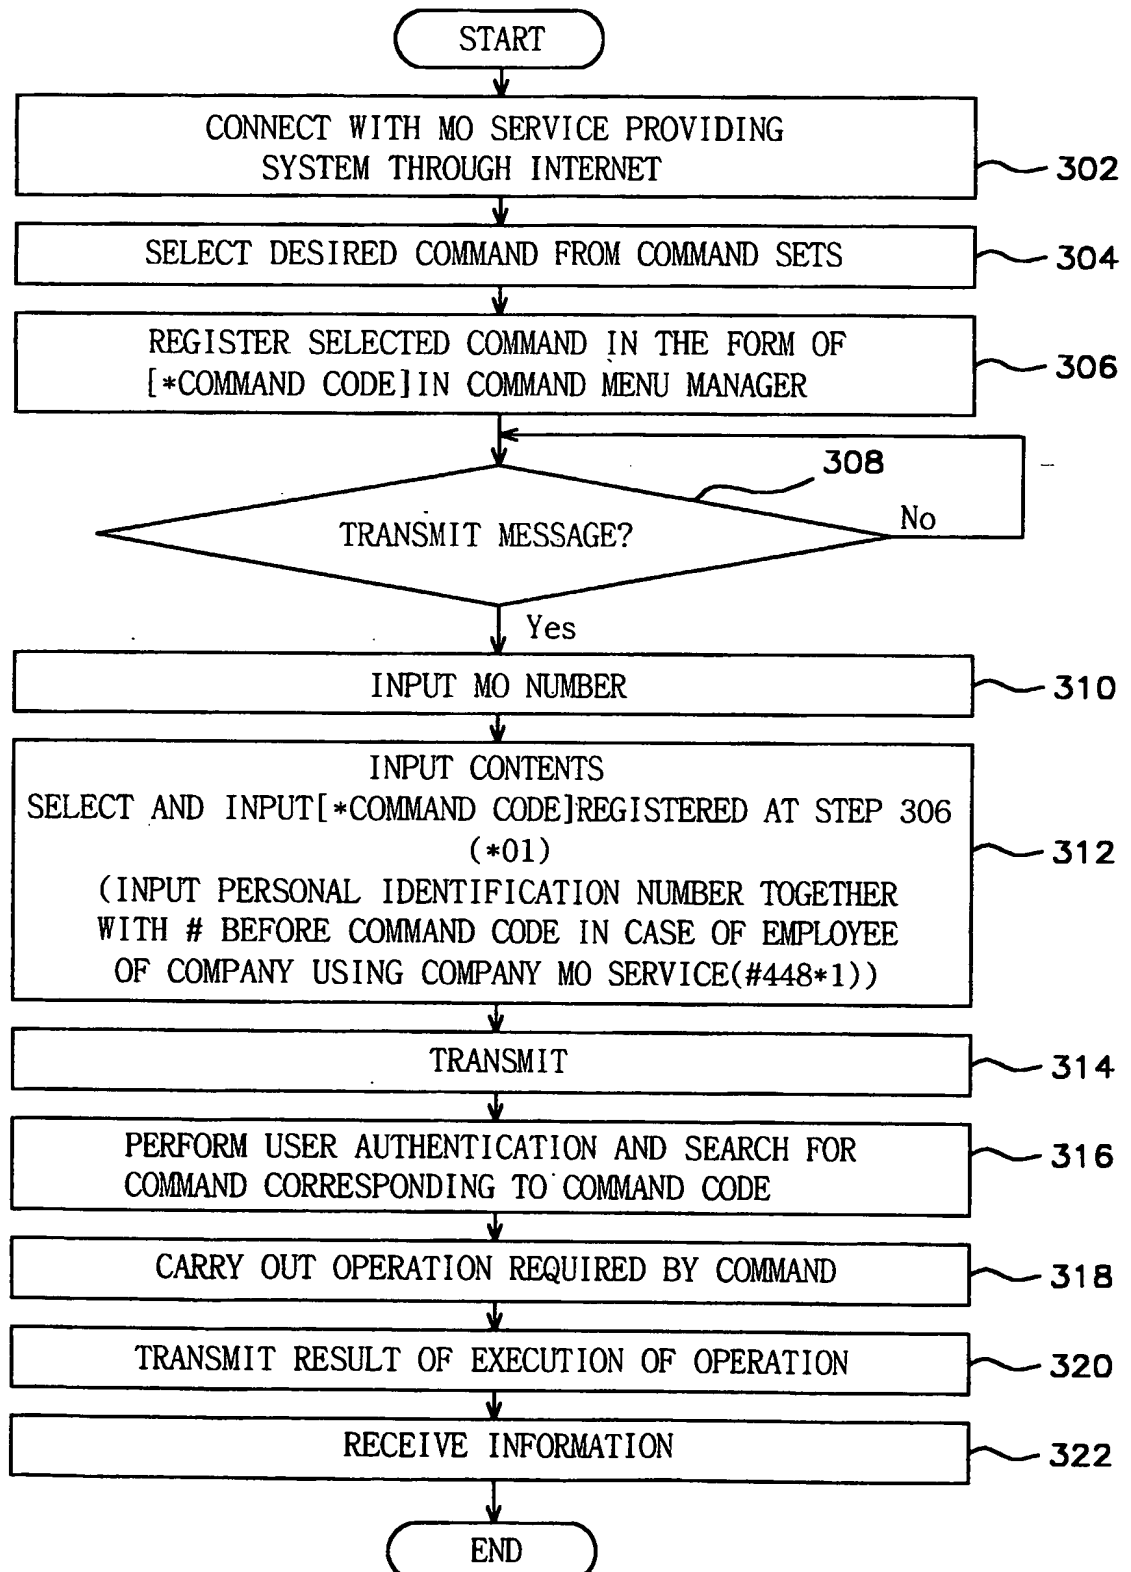 START
CONNECT WITH MO SERVICE PROVIDING
SYSTEM THROUGH INTERNET
302
SELECT DESIRED COMMAND FROM COMMAND SETS
304
REGISTER SELECTED COMMAND IN THE FORM OF
[*COMMAND CODE]IN COMMAND MENU MANAGER
306
308
TRANSMIT MESSAGE?
No
Yes
INPUT MO NUMBER
310
INPUT CONTENTS
SELECT AND INPUT[*COMMAND CODE]REGISTERED AT STEP 306
(*01)
(INPUT PERSONAL IDENTIFICATION NUMBER TOGETHER
WITH # BEFORE COMMAND CODE IN CASE OF EMPLOYEE
OF COMPANY USING COMPANY MO SERVICE(#448*1))
312
TRANSMIT
314
PERFORM USER AUTHENTICATION AND SEARCH FOR
COMMAND CORRESPONDING TO COMMAND CODE
316
CARRY OUT OPERATION REQUIRED BY COMMAND
318
TRANSMIT RESULT OF EXECUTION OF OPERATION
320
RECEIVE INFORMATION
322
END